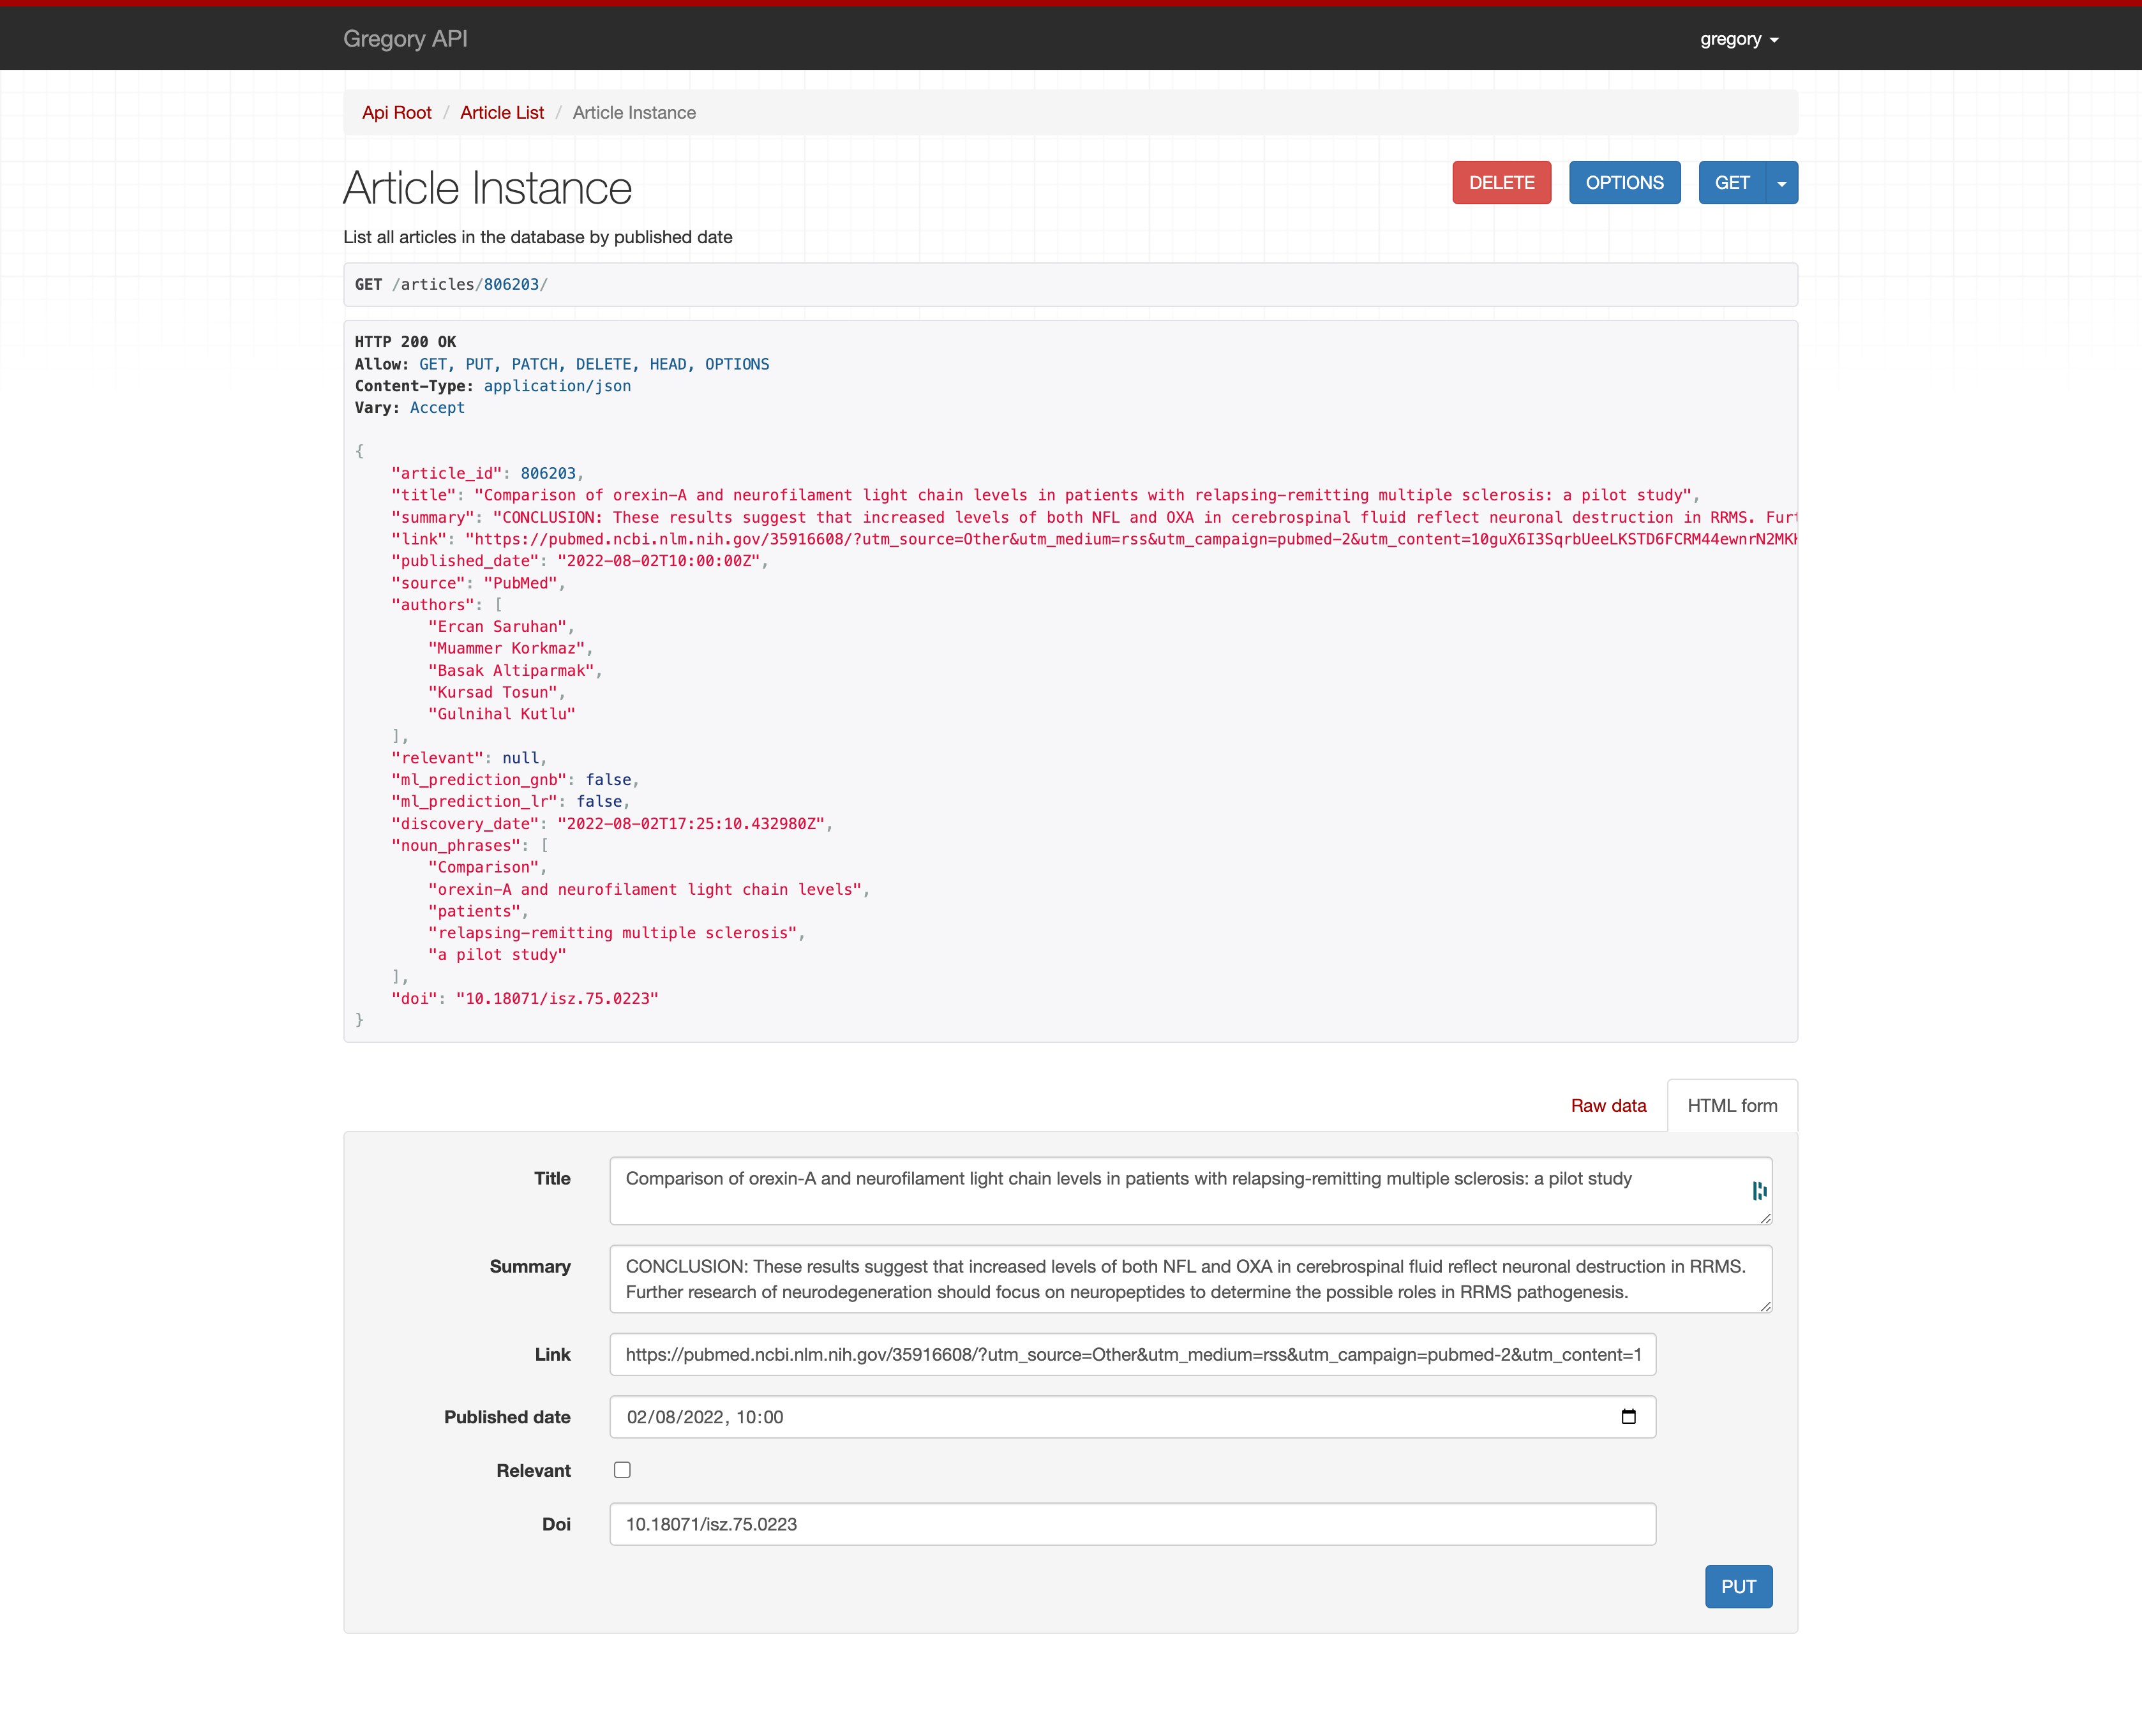 Gregory API
gregory
Api Root / Article List / Article Instance
Article Instance
DELETE
OPTIONS
GET
List all articles in the database by published date
GET /articles/806203/
HTTP 200 OK
Allow: GET, PUT, PATCH, DELETE, HEAD, OPTIONS
Content-Type: application/json
Vary: Accept
{
"article_id": 806203,
"title": "Comparison of orexin-A and neurofilament light chain levels in patients with relapsing-remitting multiple sclerosis: a pilot study",
"summary": "CONCLUSION: These results suggest that increased levels of both NFL and OXA in cerebrospinal fluid reflect neuronal destruction in RRMS. Furt
"link": "https://pubmed.ncbi.nlm.nih.gov/35916608/?utm_source=Other&utm_medium=rss&utm_campaign=pubmed-2&utm_content=10guX6I3SqrbUeeLKSTD6FCRM44ewnrN2MKK
"published_date": "2022-08-02T10:00:00Z",
"source": "PubMed",
"authors": [
"Ercan Saruhan",
"Muammer Korkmaz",
"Basak Altiparmak",
"Kursad Tosun",
"Gulnihal Kutlu"
],
"relevant": null,
"ml_prediction_gnb": false,
"ml_prediction_lr": false,
"discovery_date": "2022-08-02T17:25:10.432980Z",
"noun_phrases": [
"Comparison",
"orexin-A and neurofilament light chain levels",
"patients",
"relapsing-remitting multiple sclerosis",
"a pilot study"
],
"doi": "10.18071/isz.75.0223"
}
Raw data
HTML form
Title
Comparison of orexin-A and neurofilament light chain levels in patients with relapsing-remitting multiple sclerosis: a pilot study
Summary
CONCLUSION: These results suggest that increased levels of both NFL and OXA in cerebrospinal fluid reflect neuronal destruction in RRMS.
Further research of neurodegeneration should focus on neuropeptides to determine the possible roles in RRMS pathogenesis.
Link
https://pubmed.ncbi.nlm.nih.gov/35916608/?utm_source=Other&utm_medium=rss&utm_campaign=pubmed-2&utm_content=1
Published date
02/08/2022, 10:00
Relevant
Doi
10.18071/isz.75.0223
PUT